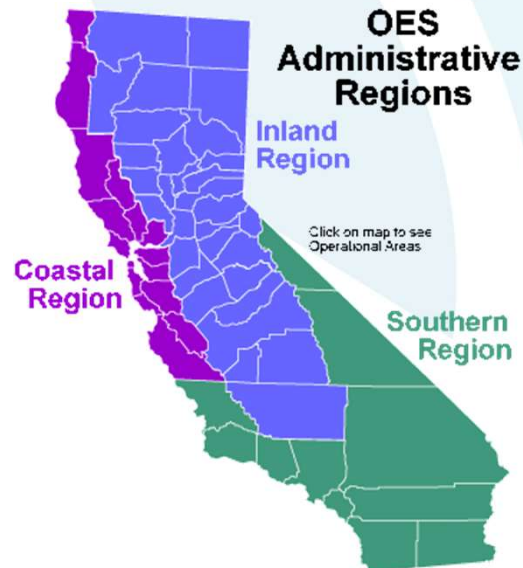 OES
Administrative
Regions
Inland
Region
Click on map to see
Operational Areas
Coastal
Region
Southern
Region